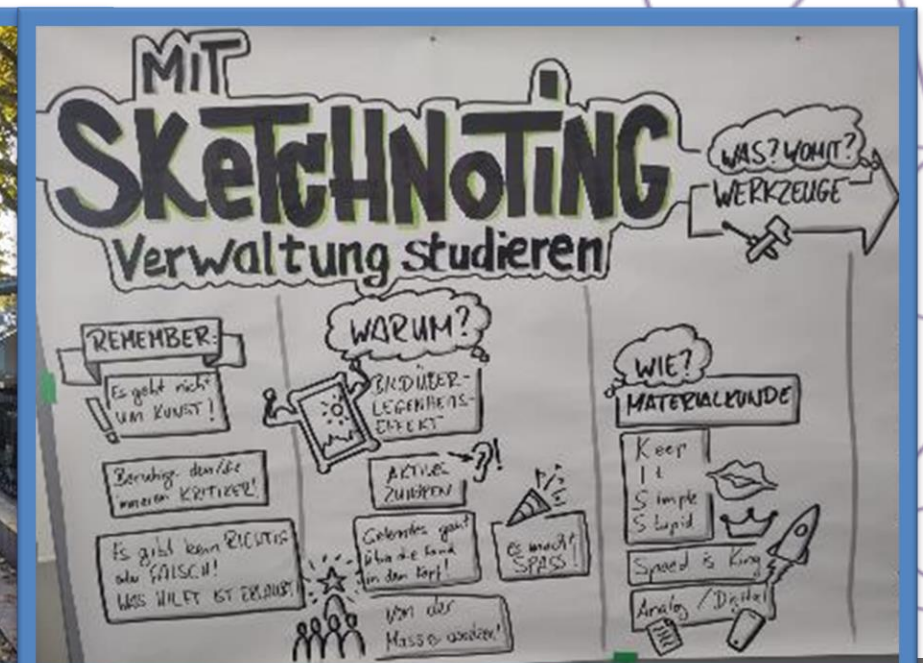 MIT
SKeTCHNoTiNG
Verwaltung studieren
WAS? WOMIT?
WERKZEUGE
REMEMBER:
Es geht nicht
UM KUNST!
Beruhige den/die
inneren KRITIKER!
Es gibt kein RICHTIG
oder FALSCH!
WAS HILFT IST ERLAUBT!
WARUM?
BILDÜBER-
LEGENHEITS-
EFFEKT
AKTIVES
ZUHÖREN
?!
Gelerntes geht
über die Hand
in den Kopf!
es macht
SPASS!
Von der
Masse
WIE?
MATERIALKUNDE
Keep
It
Simple
Stupid
Speed is King
Analog / Digital